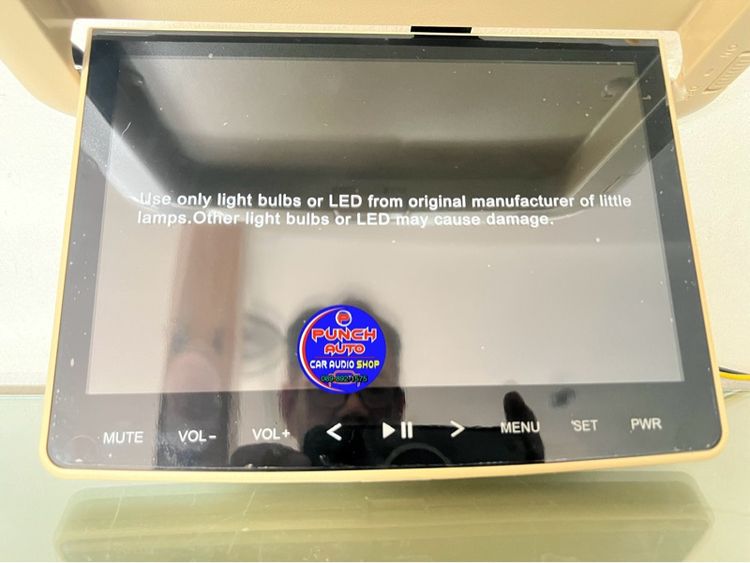 Use only light bulbs or LED from original manufacturer of little
lamps.Other light bulbs or LED may cause damage.
P
PUNCH
AUTO
CAR AUDIO SHOP
MUTE VOL- VOL+ MENU SET PWR